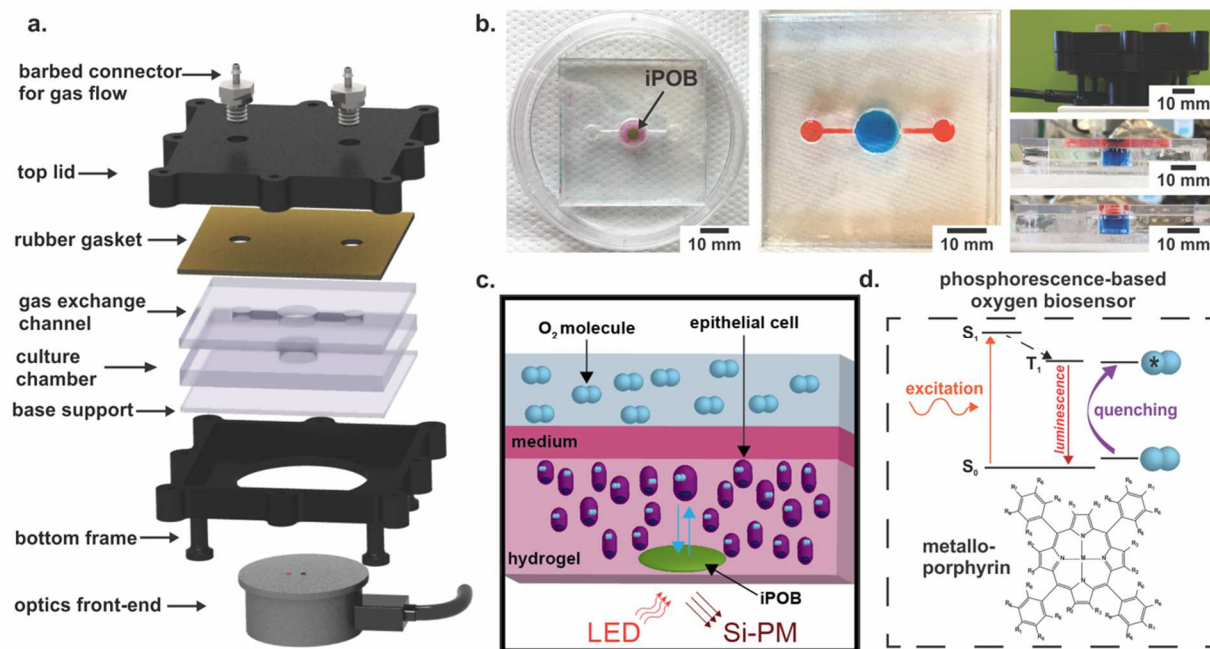 a.
barbed connector
for gas flow
top lid
rubber gasket
gas exchange
channel
culture
chamber
base support
bottom frame
optics front-end
b.
iPOB
10 mm
10 mm
10 mm
10 mm
10 mm
c.
O2 molecule
epithelial cell
medium
hydrogel
iPOB
LED
Si-PM
d.
phosphorescence-based
oxygen biosensor
S1
T1
*
excitation
luminescence
quenching
S0
metallo-
porphyrin